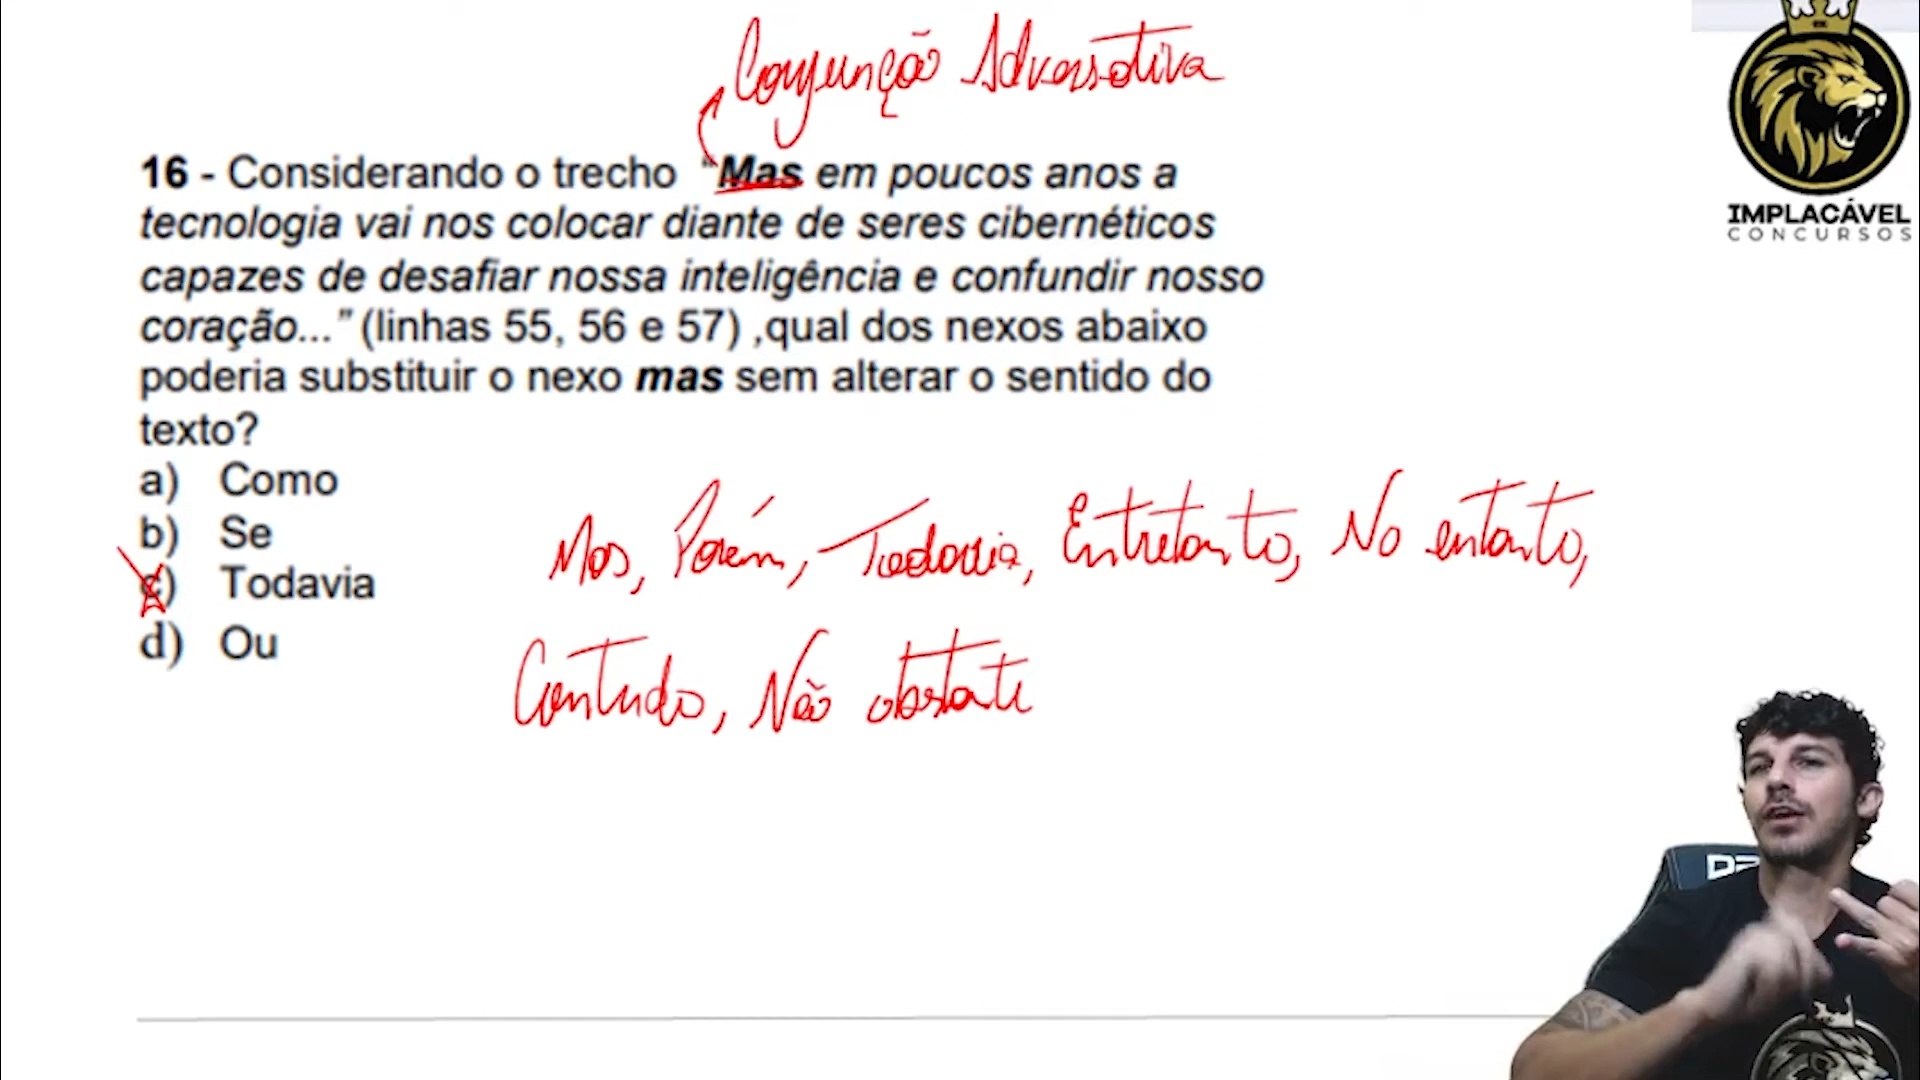 Conjunção Adversativa
16 - Considerando o trecho "Mas em poucos anos a
tecnologia vai nos colocar diante de seres cibernéticos
capazes de desafiar nossa inteligência e confundir nosso
coração..." (linhas 55, 56 e 57) ,qual dos nexos abaixo
poderia substituir o nexo mas sem alterar o sentido do
texto?
a) Como
b) Se
c) Todavia
d) Ou
Mas, Porém, Todavia, Entretanto, No entanto,
Contudo, Não obstate
IMPLACÁVEL
CONCURSOS